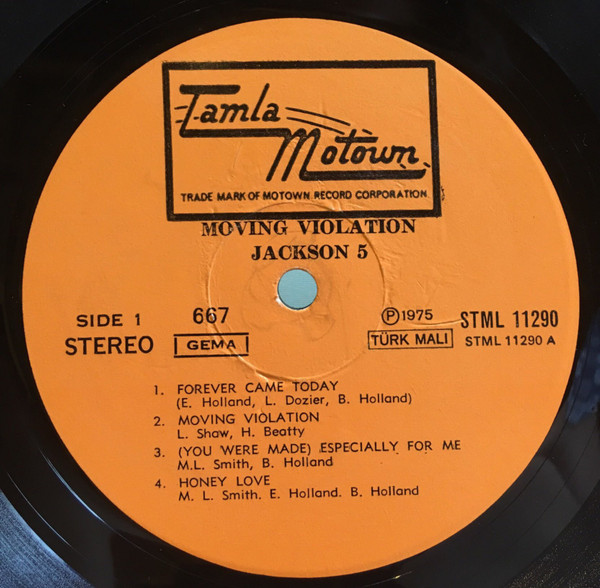 Tamla
Motown
TRADE MARK OF MOTOWN RECORD CORPORATION
MOVING VIOLATION
JACKSON 5
SIDE 1 667 Ⓟ1975 STML 11290
STEREO GEMA TÜRK MALI STML 11290 A
1. FOREVER CAME TODAY
(E. Holland, L. Dozier, B. Holland)
2. MOVING VIOLATION
L. Shaw, H. Beatty
3. (YOU WERE MADE) ESPECIALLY FOR ME
M.L. Smith, B. Holland
4. HONEY LOVE
M. L. Smith. E. Holland. B. Holland